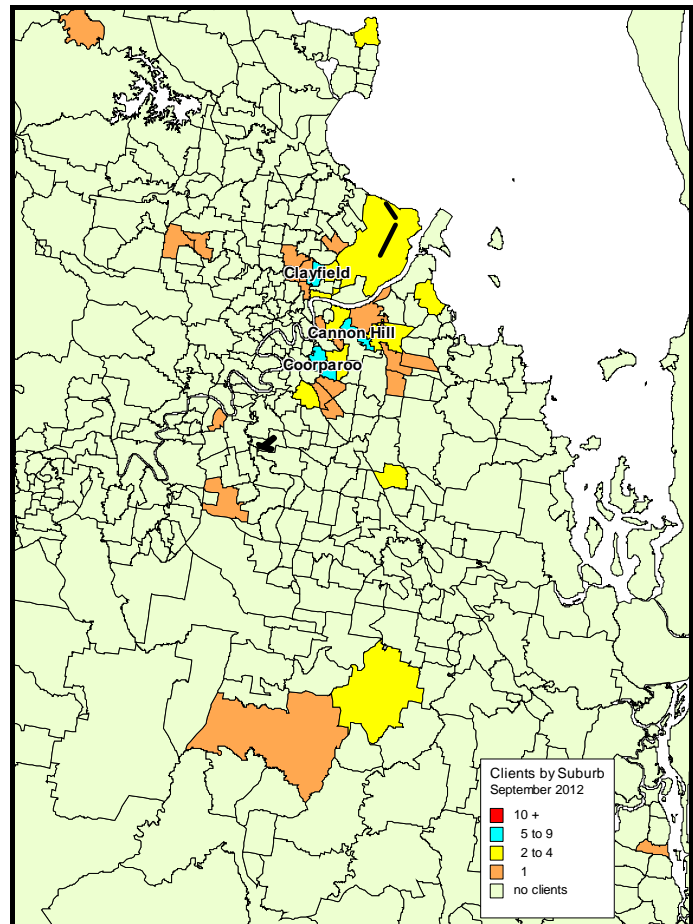 Clayfield
Cannon Hill
Coorparoo
Clients by Suburb
September 2012
10 +
5 to 9
2 to 4
1
no clients